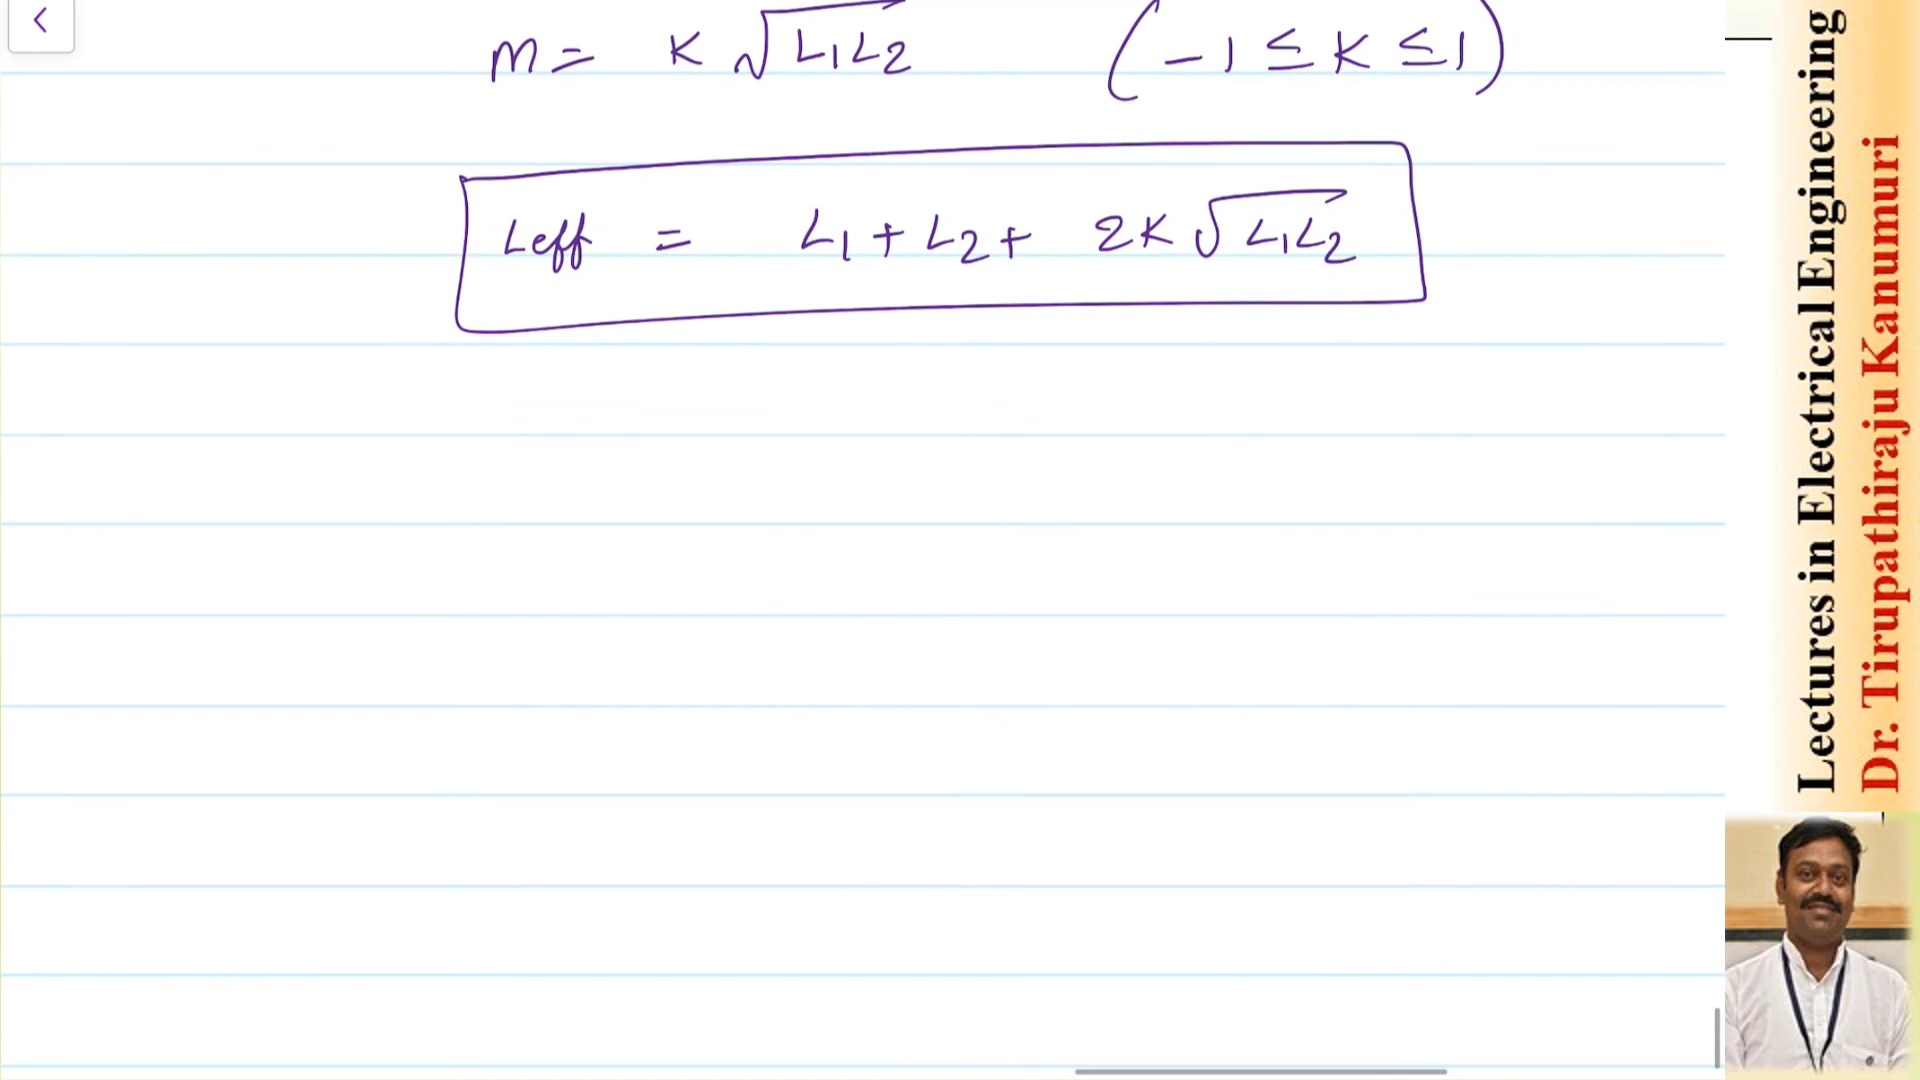 M = K √L1L2 (-1 ≤ K ≤ 1)
Leff = L1 + L2 + 2K √L1L2
Lectures in Electrical Engineering
Dr. Tirupathiraju Kanumuri